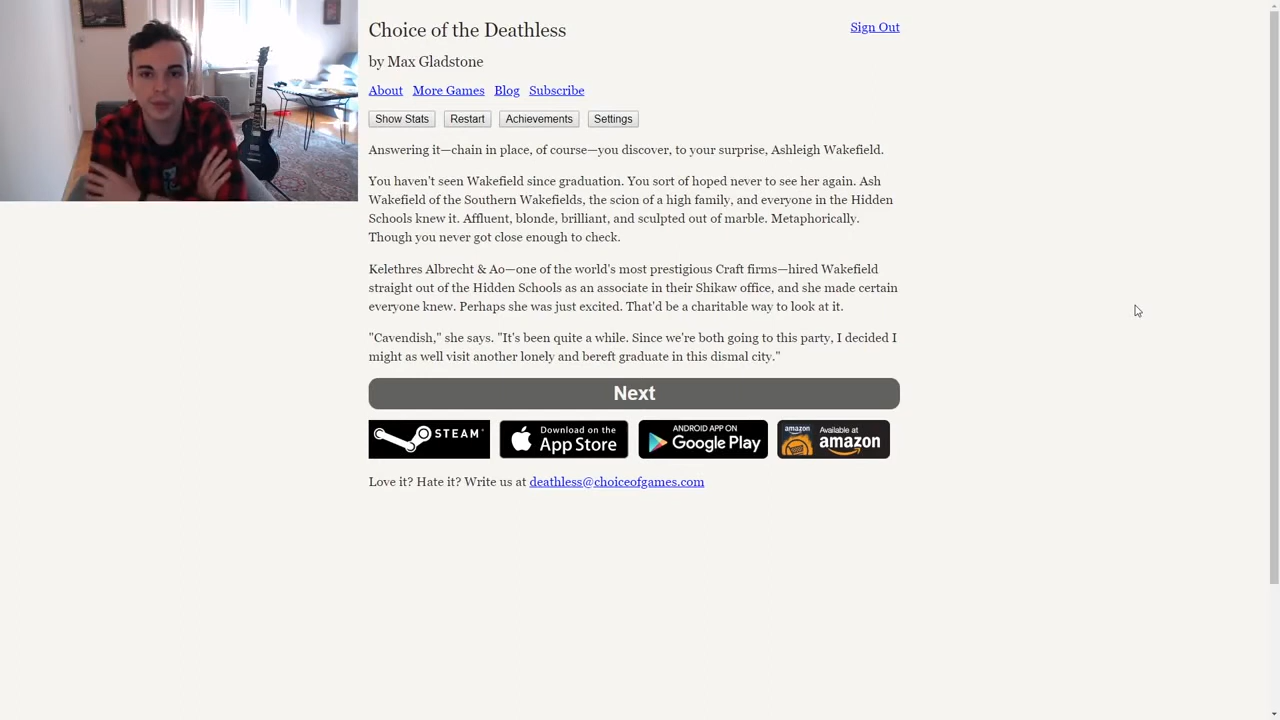 Choice of the Deathless
Sign Out
by Max Gladstone
About More Games Blog Subscribe
Show Stats Restart Achievements Settings
Answering it—chain in place, of course—you discover, to your surprise, Ashleigh Wakefield.
You haven't seen Wakefield since graduation. You sort of hoped never to see her again. Ash
Wakefield of the Southern Wakefields, the scion of a high family, and everyone in the Hidden
Schools knew it. Affluent, blonde, brilliant, and sculpted out of marble. Metaphorically.
Though you never got close enough to check.
Kelethres Albrecht & Ao—one of the world's most prestigious Craft firms—hired Wakefield
straight out of the Hidden Schools as an associate in their Shikaw office, and she made certain
everyone knew. Perhaps she was just excited. That'd be a charitable way to look at it.
"Cavendish," she says. "It's been quite a while. Since we're both going to this party, I decided I
might as well visit another lonely and bereft graduate in this dismal city."
Next
STEAM
Download on the
App Store
ANDROID APP ON
Google Play
amazon
Available at
amazon
Love it? Hate it? Write us at deathless@choiceofgames.com